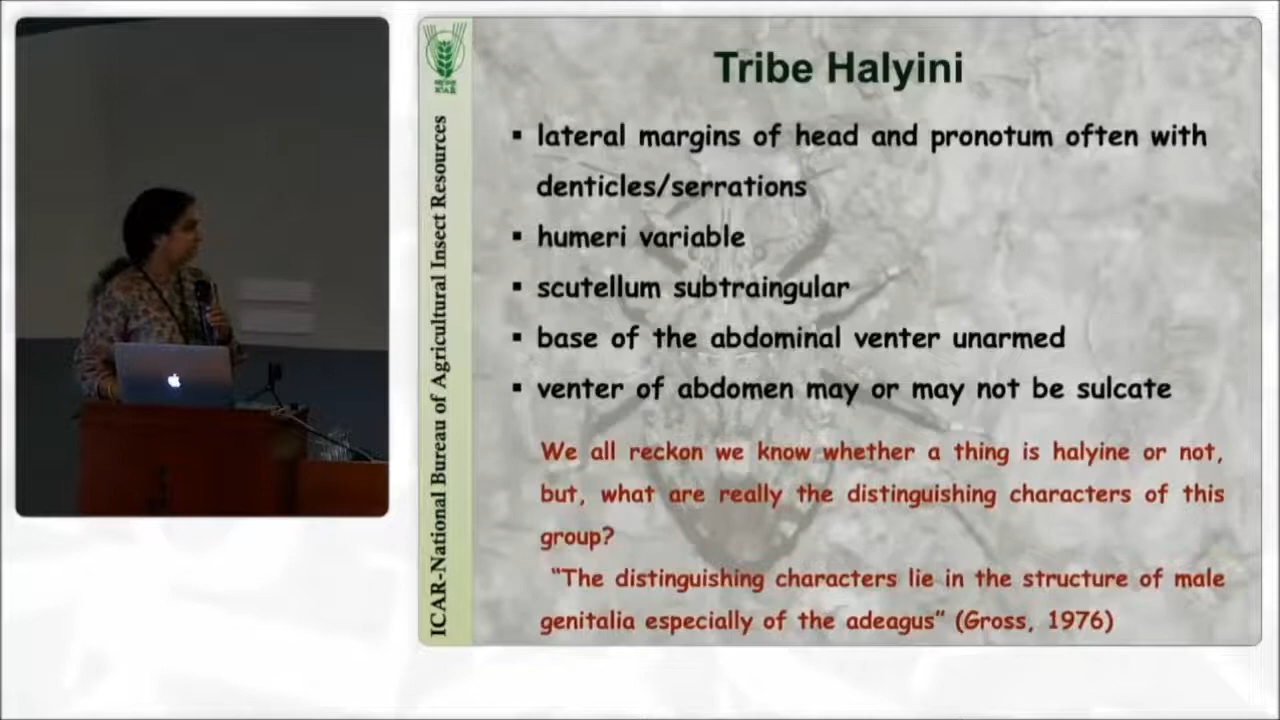 Tribe Halyini
▪ lateral margins of head and pronotum often with
denticles/serrations
▪ humeri variable
▪ scutellum subtraingular
▪ base of the abdominal venter unarmed
▪ venter of abdomen may or may not be sulcate
We all reckon we know whether a thing is halyine or not,
but, what are really the distinguishing characters of this
group?
"The distinguishing characters lie in the structure of male
genitalia especially of the adeagus" (Gross, 1976)
ICAR-National Bureau of Agricultural Insect Resources